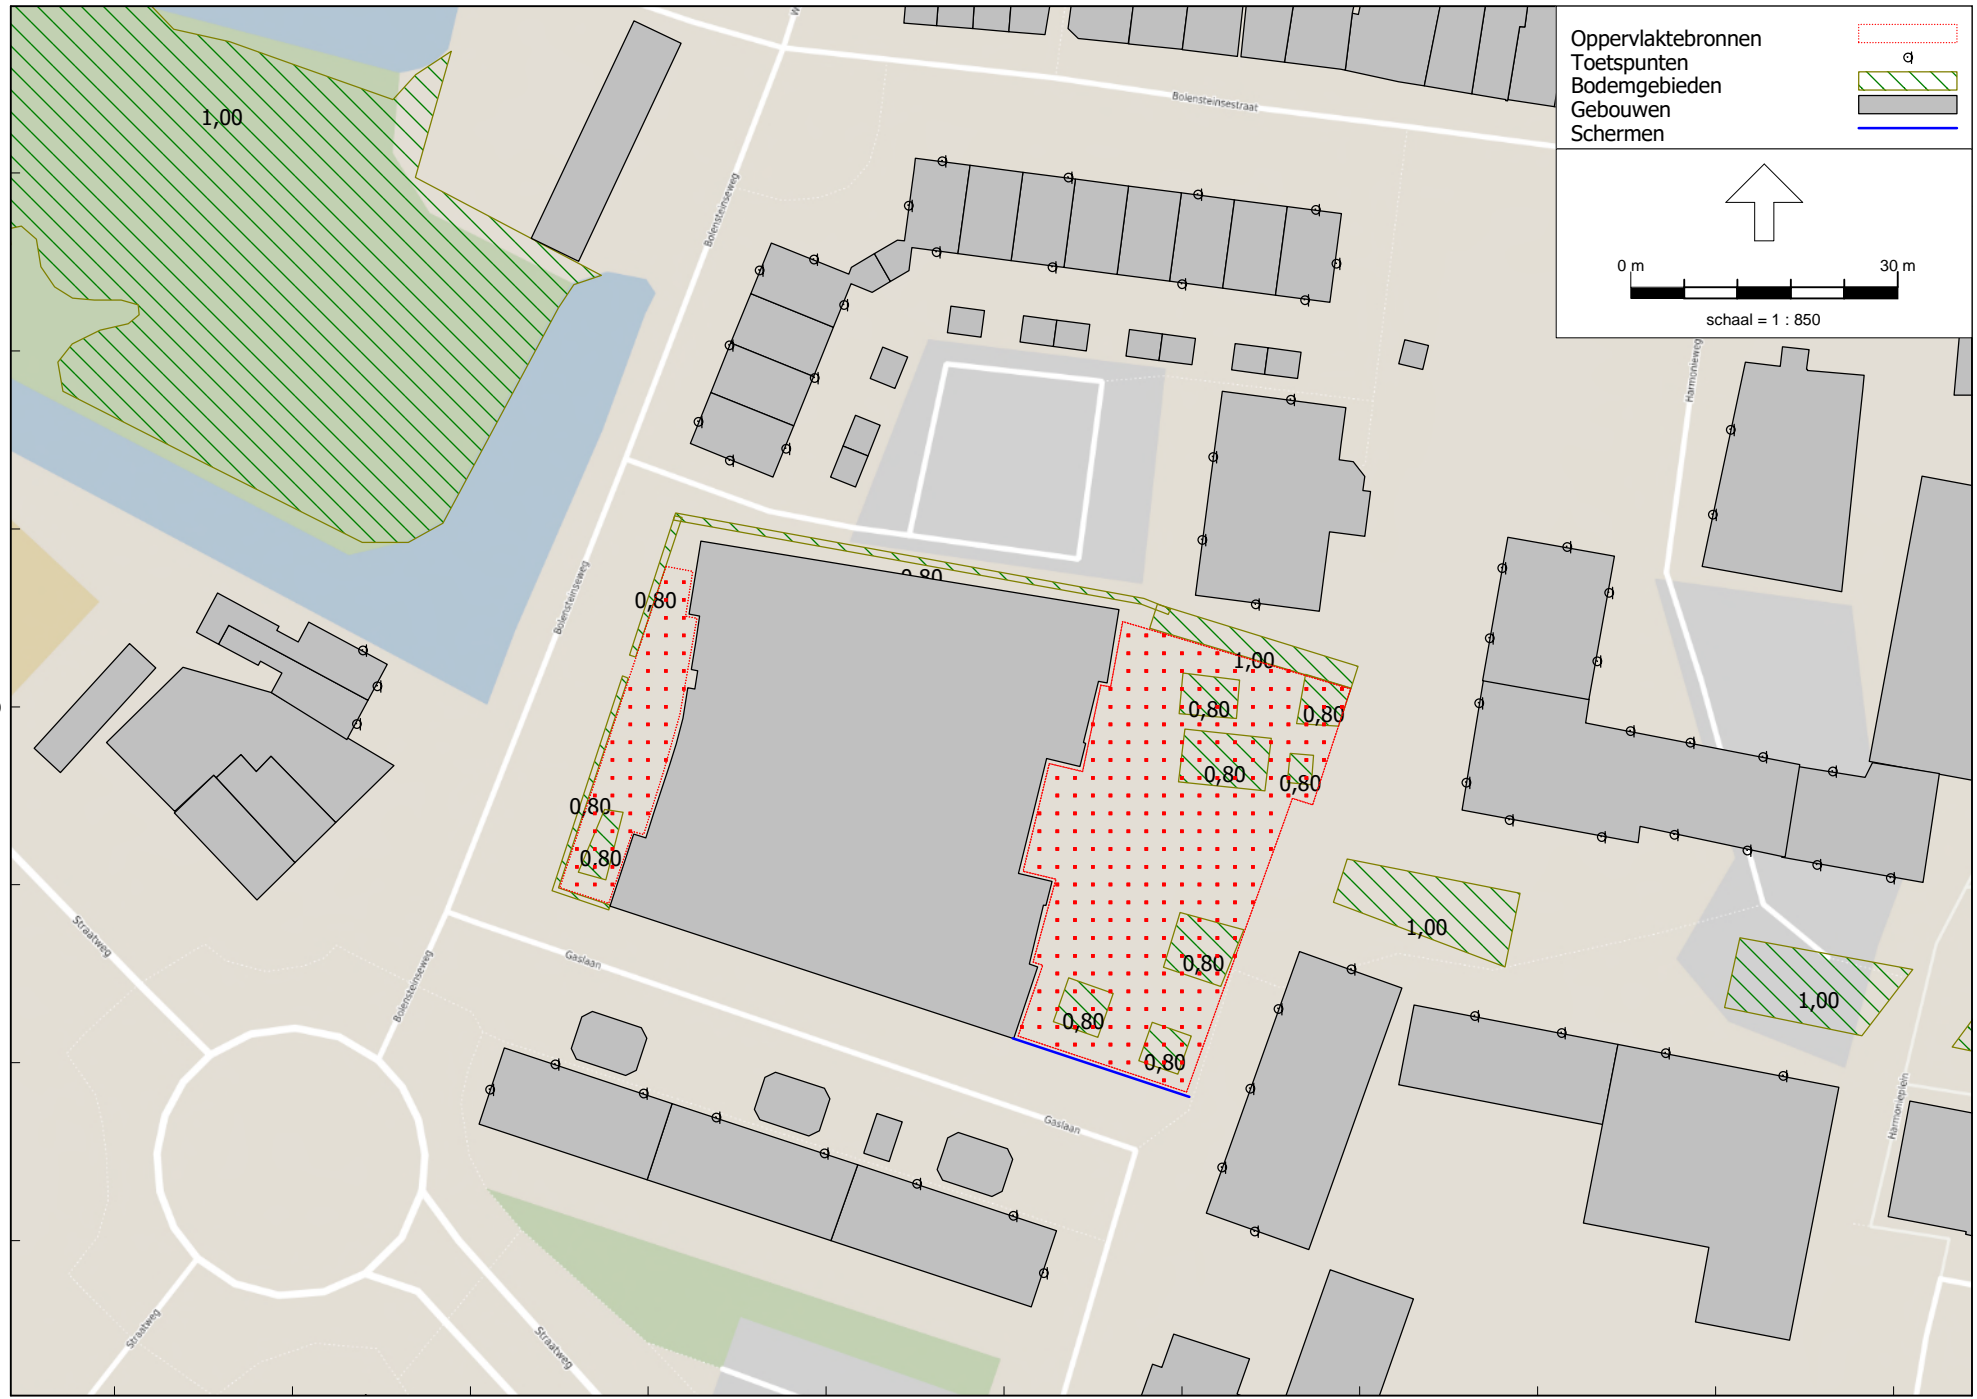 Oppervlaktebronnen
Toetspunten
Bodemgebieden
Gebouwen
Schermen
0 m 30 m
schaal = 1 : 850
W
Bolensteinsestraat
1,00
Bolensteinseweg
Harmonieweg
0,80
Bolensteinseweg
0,80
1,00
0,80
0,80
0,80
0,80
0,80
0,80
Straatweg
Bolensteinseweg
Gaslaan
1,00
0,80
1,00
0,80
0,80
Gaslaan
Harmonieplein
Straatweg
Straatweg